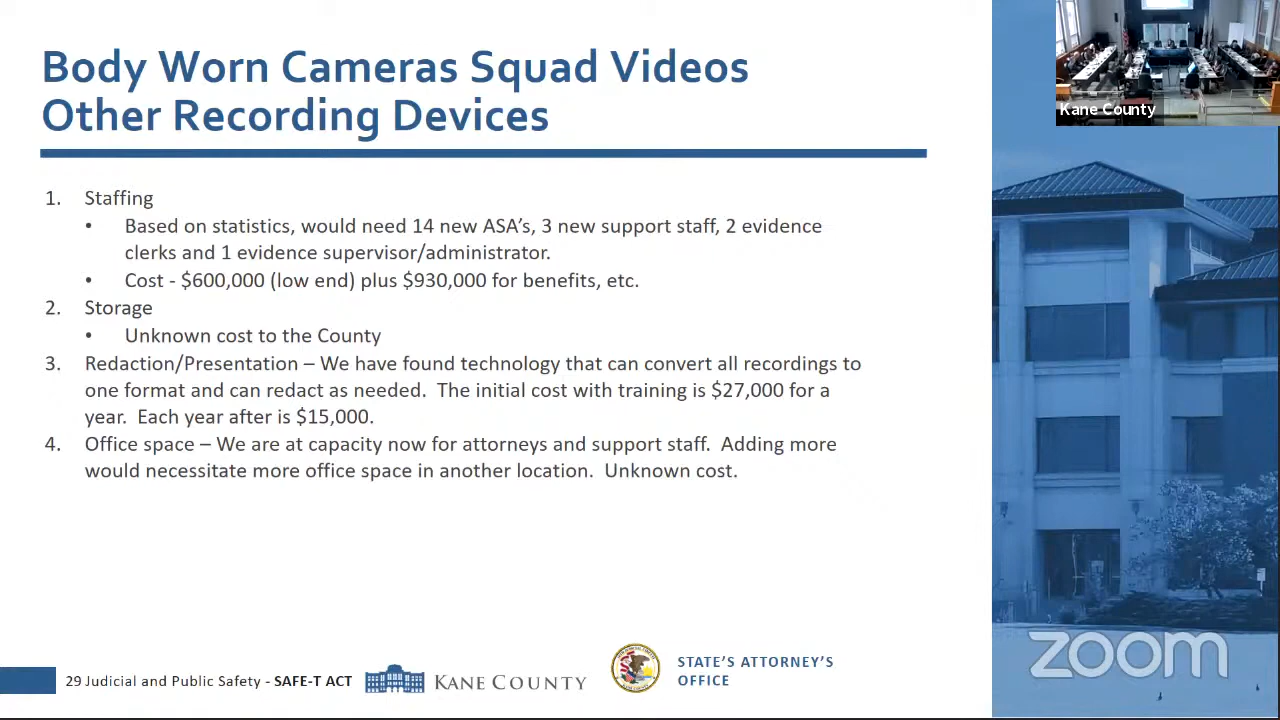 Body Worn Cameras Squad Videos
Other Recording Devices
Kane County
1. Staffing
• Based on statistics, would need 14 new ASA's, 3 new support staff, 2 evidence
clerks and 1 evidence supervisor/administrator.
• Cost - $600,000 (low end) plus $930,000 for benefits, etc.
2. Storage
• Unknown cost to the County
3. Redaction/Presentation – We have found technology that can convert all recordings to
one format and can redact as needed.  The initial cost with training is $27,000 for a
year.  Each year after is $15,000.
4. Office space – We are at capacity now for attorneys and support staff.  Adding more
would necessitate more office space in another location.  Unknown cost.
29 Judicial and Public Safety - SAFE-T ACT
KANE COUNTY
STATE'S ATTORNEY'S
OFFICE
zoom